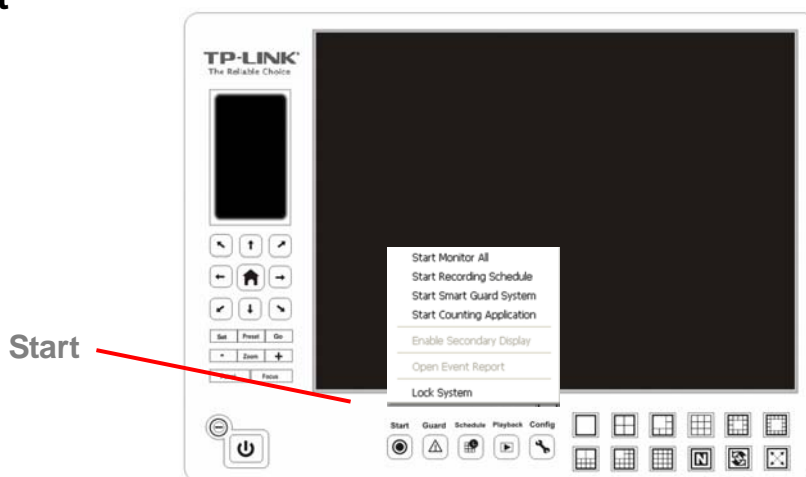 t
TP-LINK
The Reliable Choice
Start Monitor All
Start Recording Schedule
Start Smart Guard System
Start Counting Application
Enable Secondary Display
Open Event Report
Lock System
Set Preset Go
- Zoom +
Focus
Start
Start Guard Schedule Playback Config
N